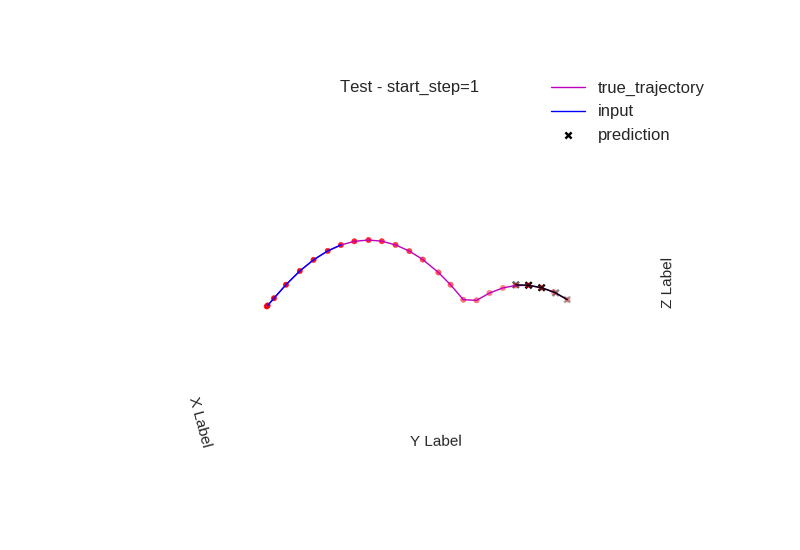 Test - start_step=1
true_trajectory
input
prediction
Z Label
X Label
Y Label